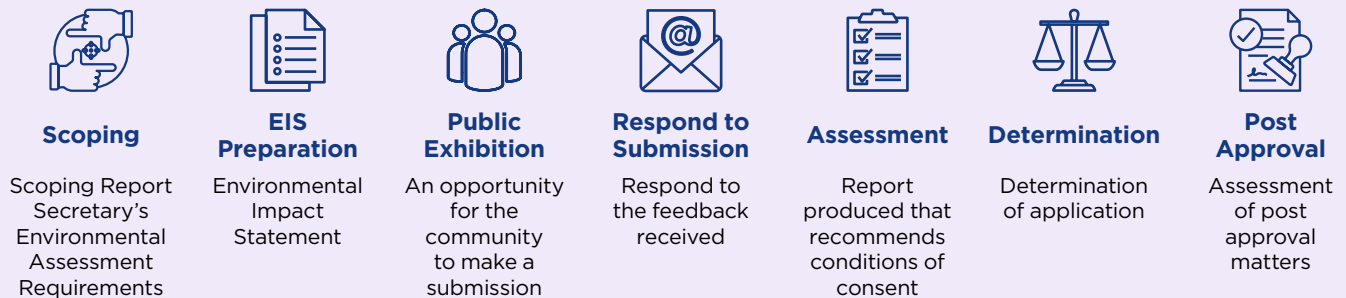 @
Scoping
Scoping Report
Secretary's
Environmental
Assessment
Requirements
EIS
Preparation
Environmental
Impact
Statement
Public
Exhibition
An opportunity
for the
community
to make a
submission
Respond to
Submission
Respond to
the feedback
received
Assessment
Report
produced that
recommends
conditions of
consent
Determination
Determination
of application
Post
Approval
Assessment
of post
approval
matters